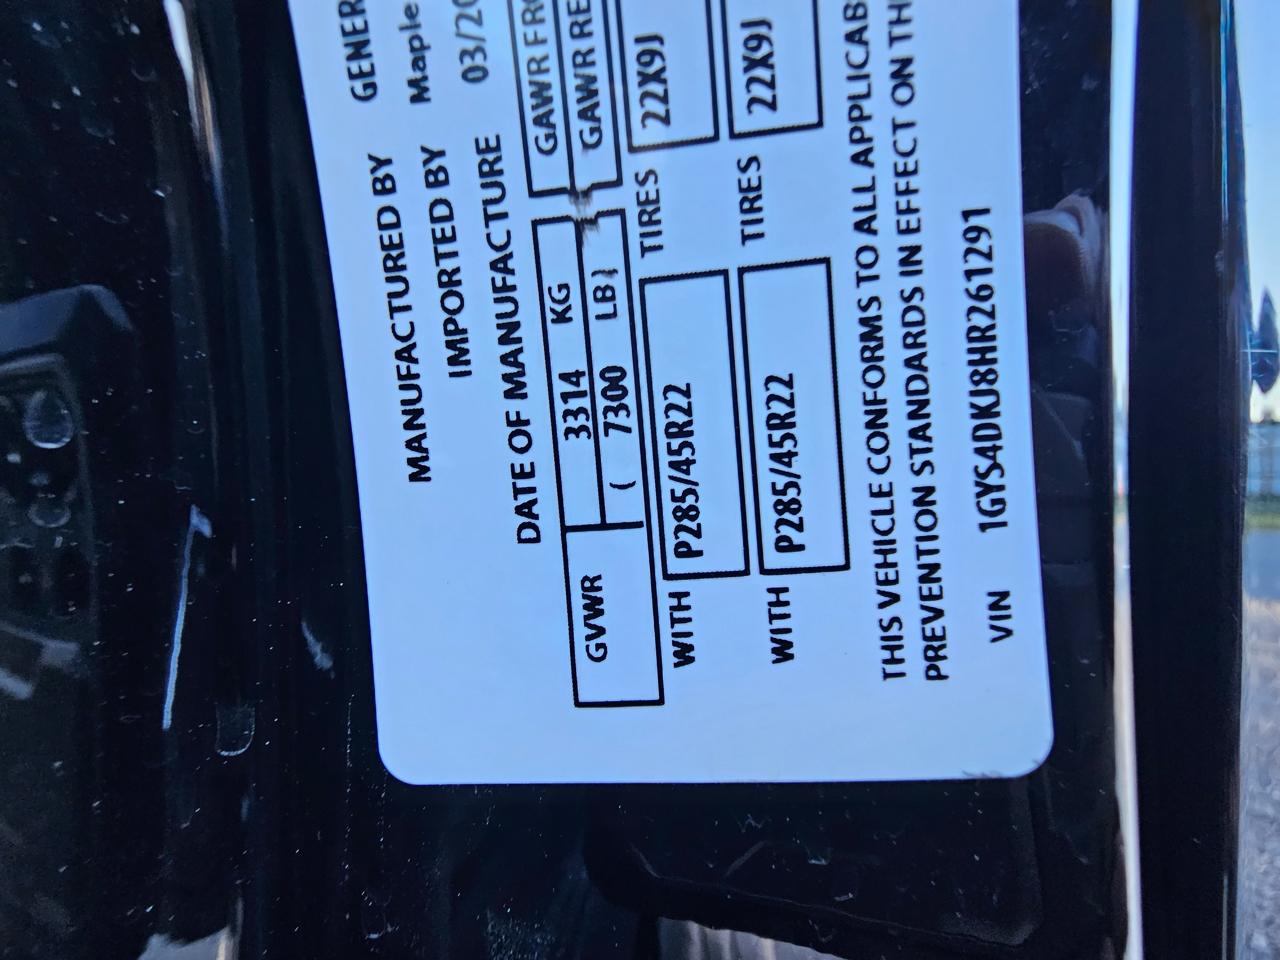 MANUFACTURED BY GENER
IMPORTED BY Maple
DATE OF MANUFACTURE 03/20
GVWR 3314 KG GAWR FRO
( 7300 LB) GAWR RE
WITH P285/45R22 TIRES 22X9J
WITH P285/45R22 TIRES 22X9J
THIS VEHICLE CONFORMS TO ALL APPLICAB
PREVENTION STANDARDS IN EFFECT ON TH
VIN 1GYS4DKJ8HR261291